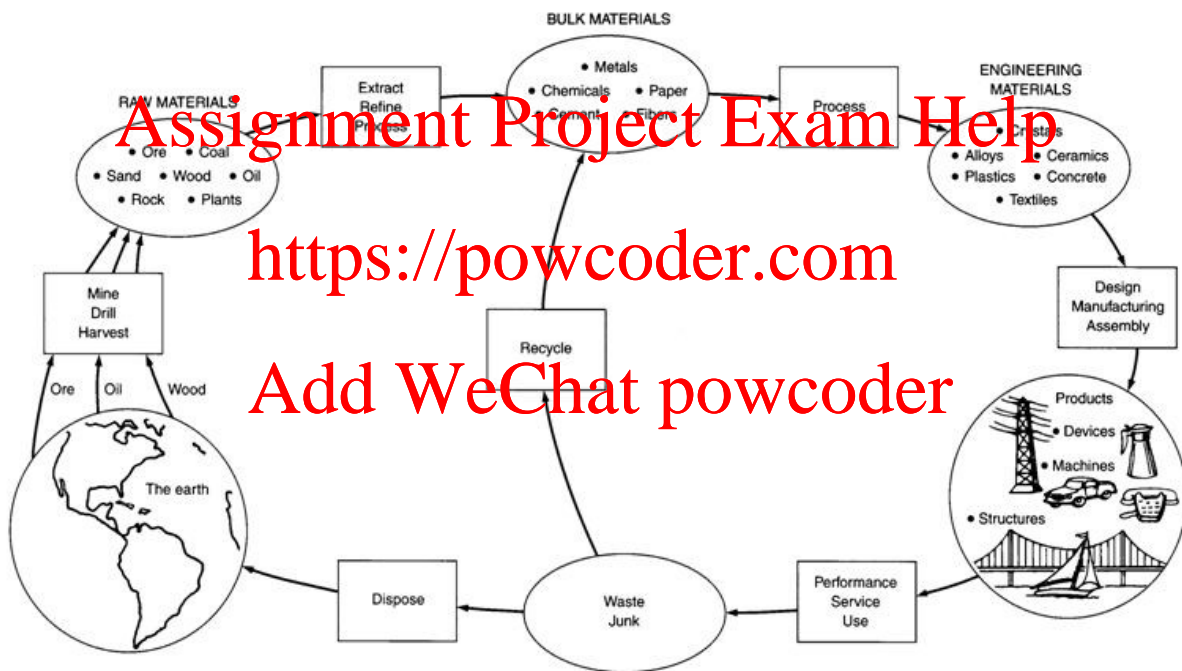 BULK MATERIALS
• Metals
• Chemicals • Paper
• Cement • Fibers
Extract
Refine
Process
RAW MATERIALS
• Ore • Coal
• Sand • Wood • Oil
• Rock • Plants
Process
ENGINEERING
MATERIALS
• Crystals
• Alloys • Ceramics
• Plastics • Concrete
• Textiles
Assignment Project Exam Help
https://powcoder.com
Mine
Drill
Harvest
Design
Manufacturing
Assembly
Recycle
Add WeChat powcoder
Ore Oil Wood
The earth
Products
• Devices
• Machines
• Structures
Dispose
Waste
Junk
Performance
Service
Use